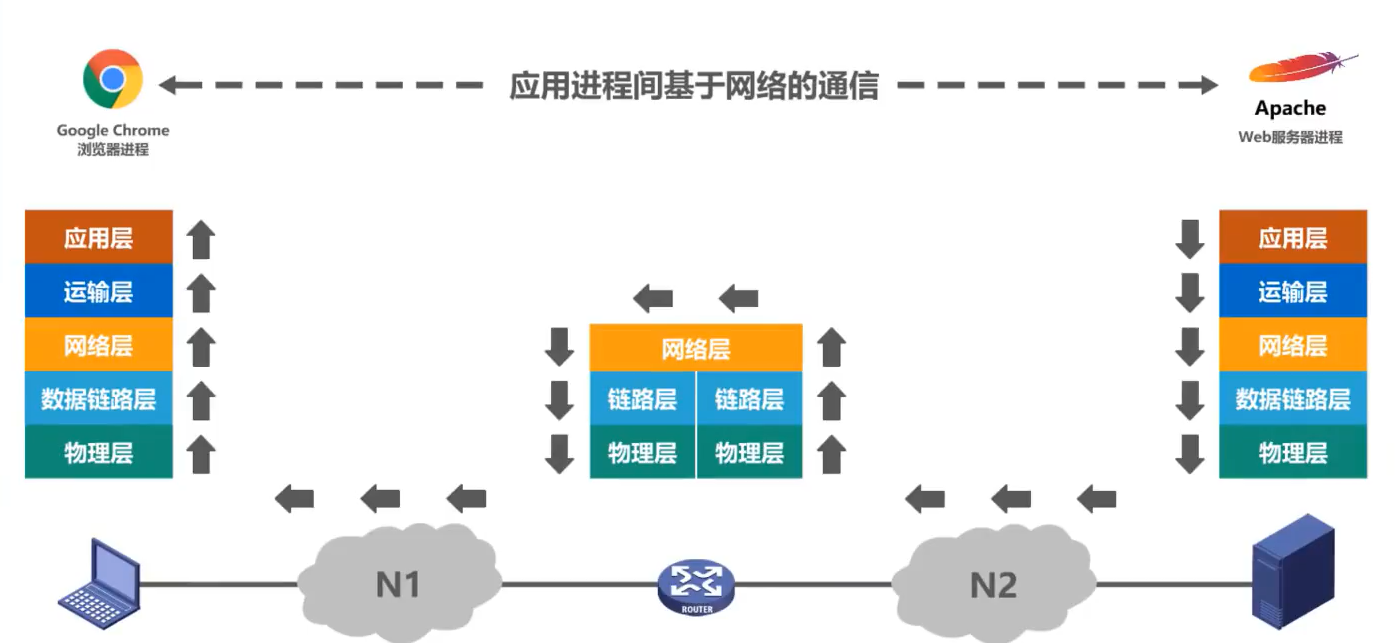 应用进程间基于网络的通信
Google Chrome
浏览器进程
Apache
Web服务器进程
应用层
运输层
网络层
数据链路层
物理层
网络层
链路层 链路层
物理层 物理层
应用层
运输层
网络层
数据链路层
物理层
N1
ROUTER
N2